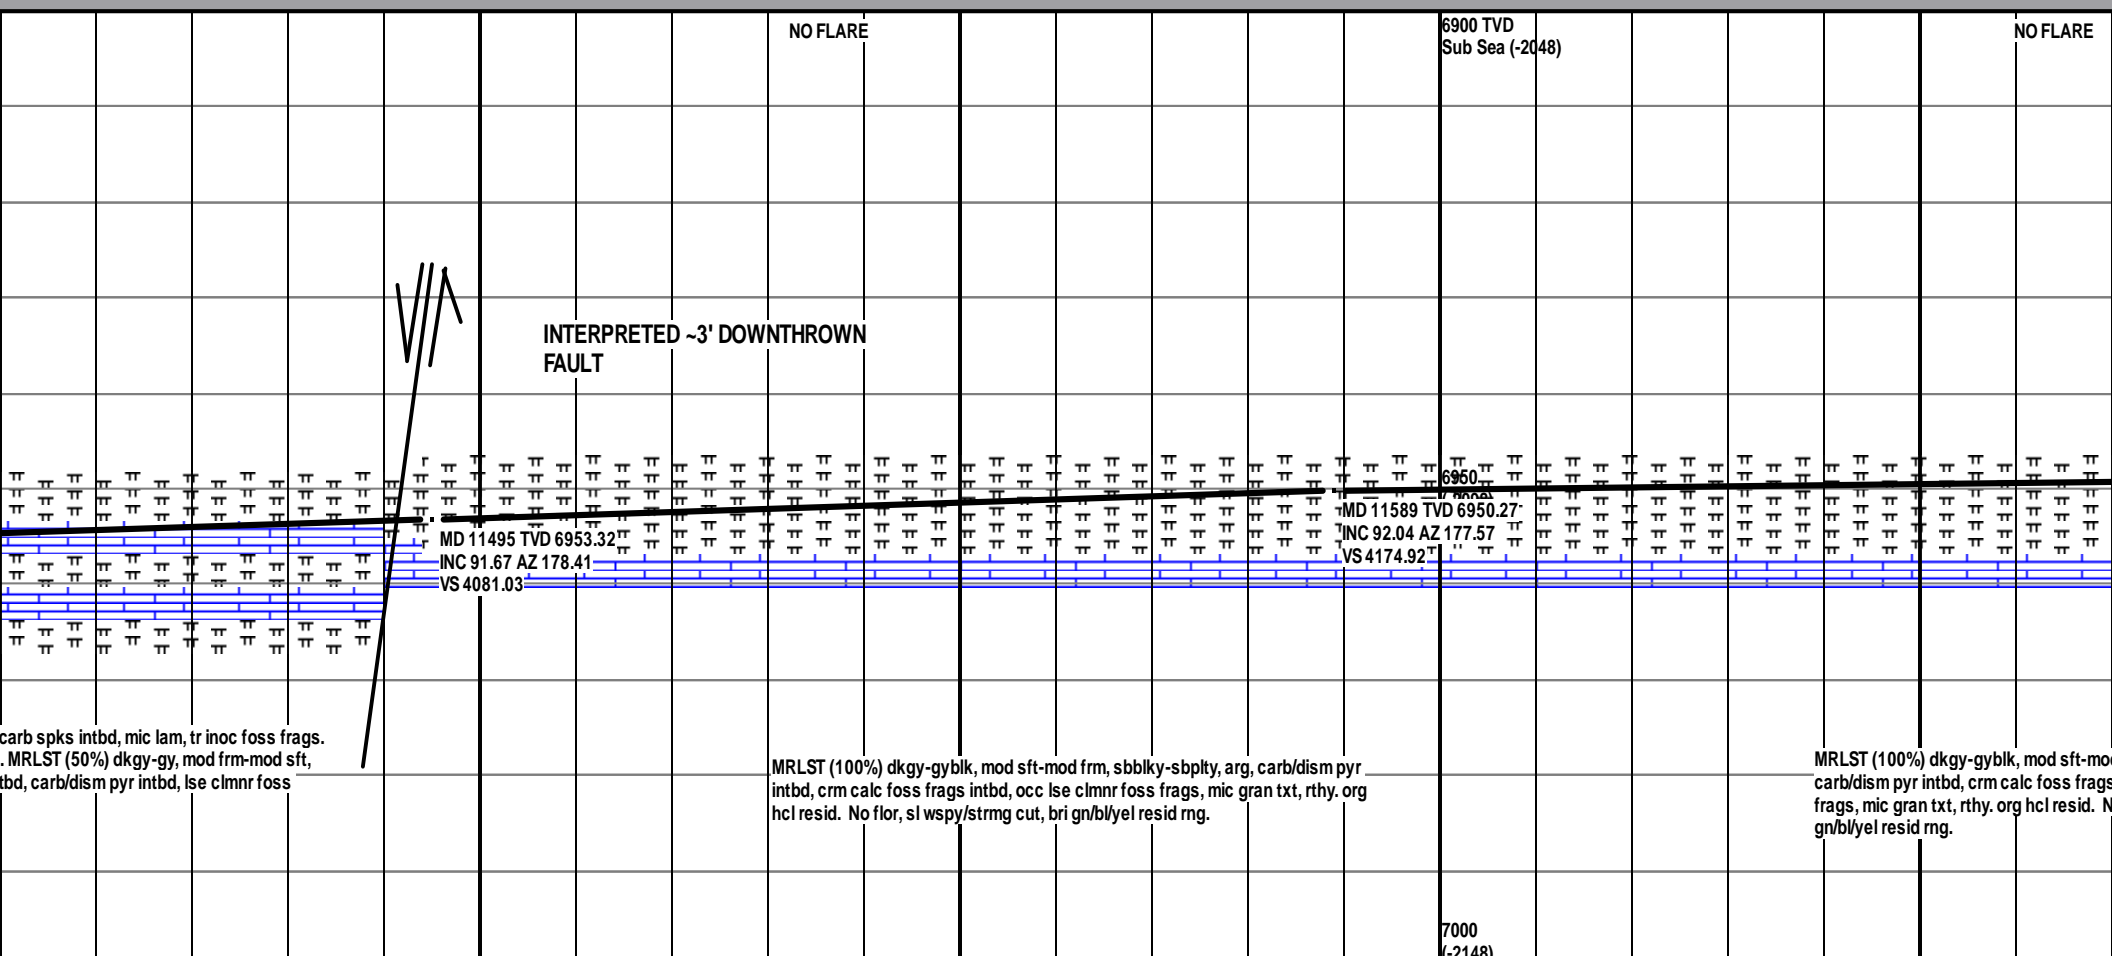 NO FLARE
6900 TVD
Sub Sea (-2048)
NO FLARE
INTERPRETED ~3' DOWNTHROWN
FAULT
6950
MD 11495 TVD 6953.32
INC 91.67 AZ 178.41
VS 4081.03
MD 11589 TVD 6950.27
INC 92.04 AZ 177.57
VS 4174.92
carb spks intbd, mic lam, tr inoc foss frags.
. MRLST (50%) dkgy-gy, mod frm-mod sft,
tbd, carb/dism pyr intbd, lse clmnr foss
MRLST (100%) dkgy-gyblk, mod sft-mod frm, sbblky-sbplty, arg, carb/dism pyr
intbd, crm calc foss frags intbd, occ lse clmnr foss frags, mic gran txt, rthy. org
hcl resid. No flor, sl wspy/strmg cut, bri gn/bl/yel resid rng.
MRLST (100%) dkgy-gyblk, mod sft-mod
carb/dism pyr intbd, crm calc foss frags
frags, mic gran txt, rthy. org hcl resid. N
gn/bl/yel resid rng.
7000
(-2148)